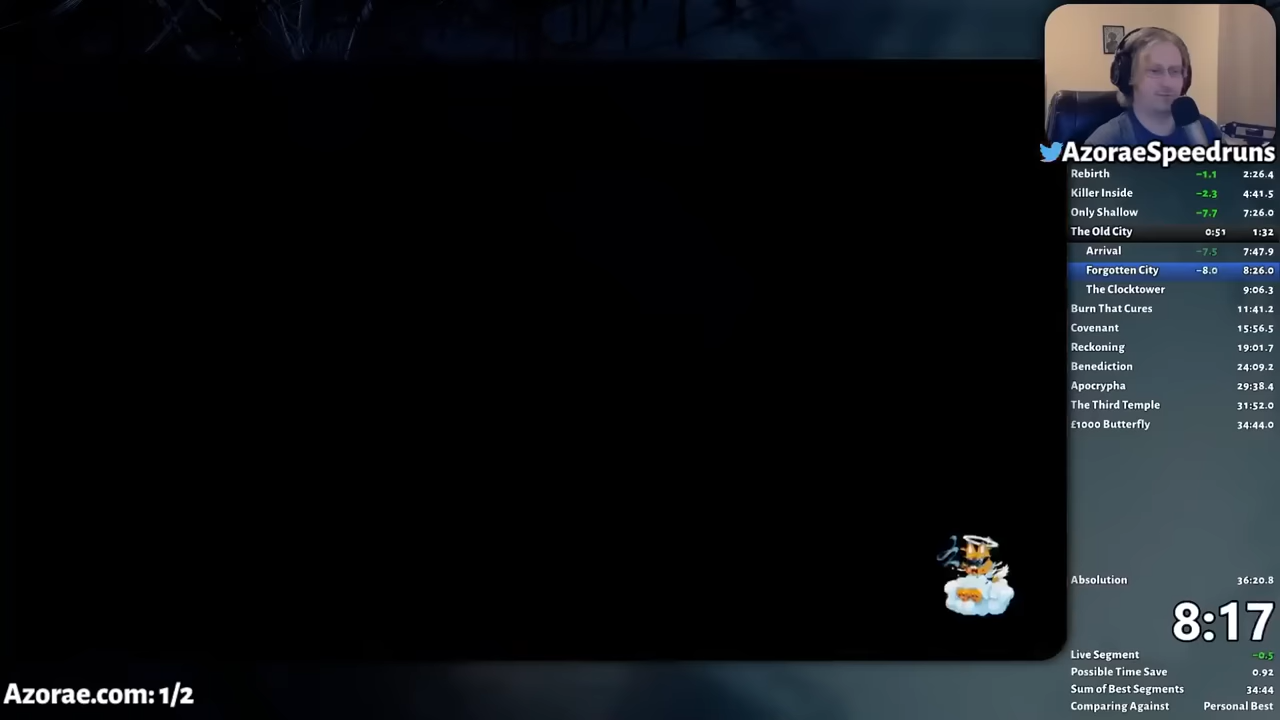 AzoraeSpeedruns
Rebirth -1.1 2:26.4
Killer Inside -2.3 4:41.5
Only Shallow -7.7 7:26.0
The Old City 0:51 1:32
Arrival -7.5 7:47.9
Forgotten City -8.0 8:26.0
The Clocktower 9:06.3
Burn That Cures 11:41.2
Covenant 15:56.5
Reckoning 19:01.7
Benediction 24:09.2
Apocrypha 29:38.4
The Third Temple 31:52.0
£1000 Butterfly 34:44.0
Absolution 36:20.8
8:17
Live Segment -0.5
Possible Time Save 0.92
Sum of Best Segments 34:44
Comparing Against Personal Best
Azorae.com: 1/2